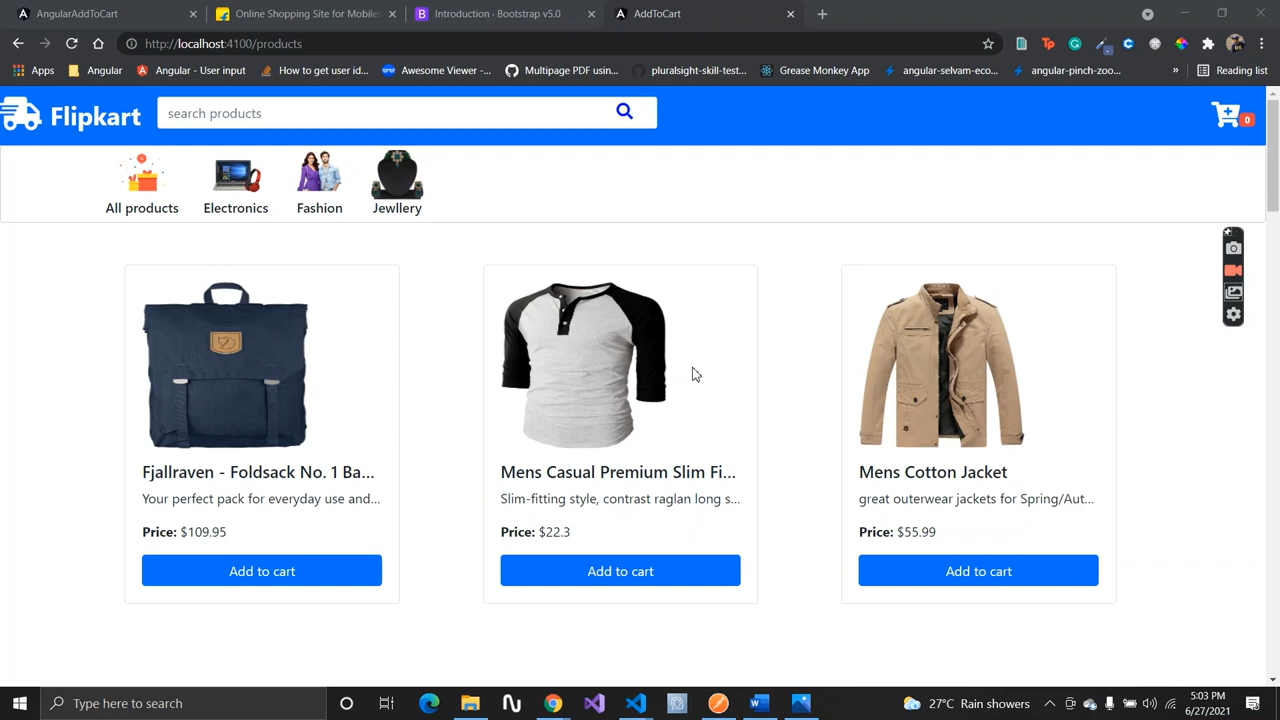 AngularAddToCart
Online Shopping Site for Mobiles
Introduction · Bootstrap v5.0
AddToCart
http://localhost:4100/products
Apps
Angular
Angular - User input
How to get user id...
Awesome Viewer -...
Multipage PDF usin...
pluralsight-skill-test...
Grease Monkey App
angular-selvam-eco...
angular-pinch-zoo...
»
Reading list
Flipkart
search products
0
All products
Electronics
Fashion
Jewllery
Fjallraven - Foldsack No. 1 Ba...
Your perfect pack for everyday use and...
Price: $109.95
Add to cart
Mens Casual Premium Slim Fi...
Slim-fitting style, contrast raglan long s...
Price: $22.3
Add to cart
Mens Cotton Jacket
great outerwear jackets for Spring/Aut...
Price: $55.99
Add to cart
Type here to search
27°C Rain showers
5:03 PM
6/27/2021